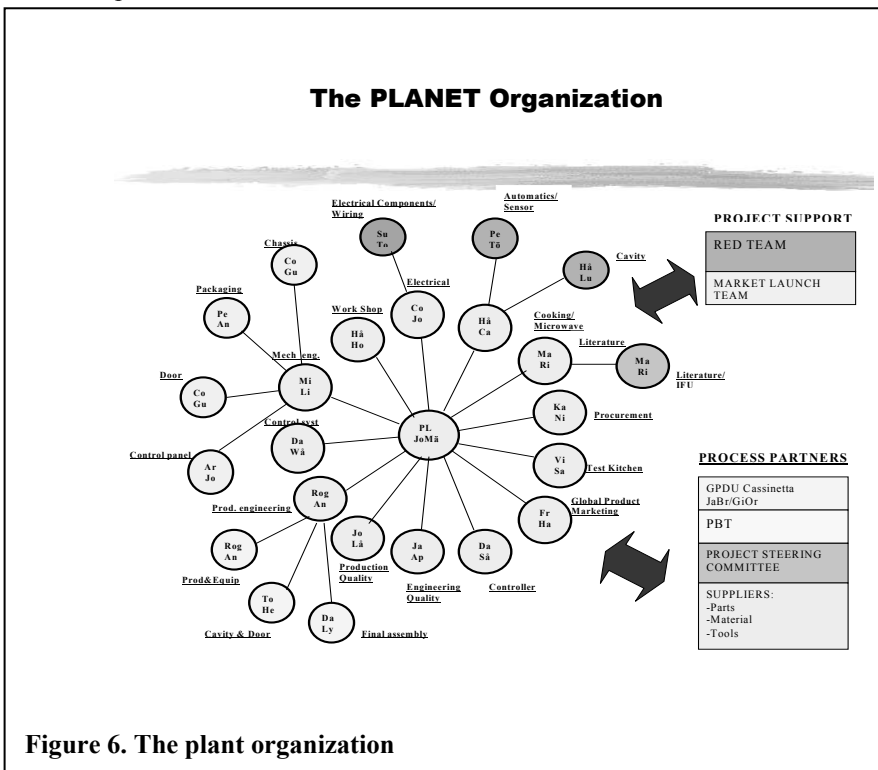 The PLANET Organization
Electrical Components/
Wiring
Su
To
Automatics/
Sensor
Pe
Tö
Hå
Lu
Cavity
Chassis
Co
Gu
Packaging
Pe
An
Work Shop
Hå
Ho
Electrical
Co
Jo
Hå
Ca
Cooking/
Microwave
Ma
Ri
Literature
Ma
Ri
Literature/
IFU
Mech eng.
Mi
Li
Door
Co
Gu
Control panel
Ar
Jo
Control syst
Da
Wå
PL
JoMã
Ka
Ni
Procurement
Vi
Sa
Test Kitchen
Global Product
Marketing
Fr
Ha
Prod. engineering
Rog
An
Rog
An
Prod&Equip
To
He
Cavity & Door
Da
Ly
Final assembly
Jo
Lå
Production
Quality
Ja
Ap
Engineering
Quality
Da
Så
Controller
PROJECT SUPPORT
RED TEAM
MARKET LAUNCH
TEAM
PROCESS PARTNERS
GPDU Cassinetta
JaBr/GiOr
PBT
PROJECT STEERING
COMMITTEE
SUPPLIERS:
-Parts
-Material
-Tools
Figure 6. The plant organization